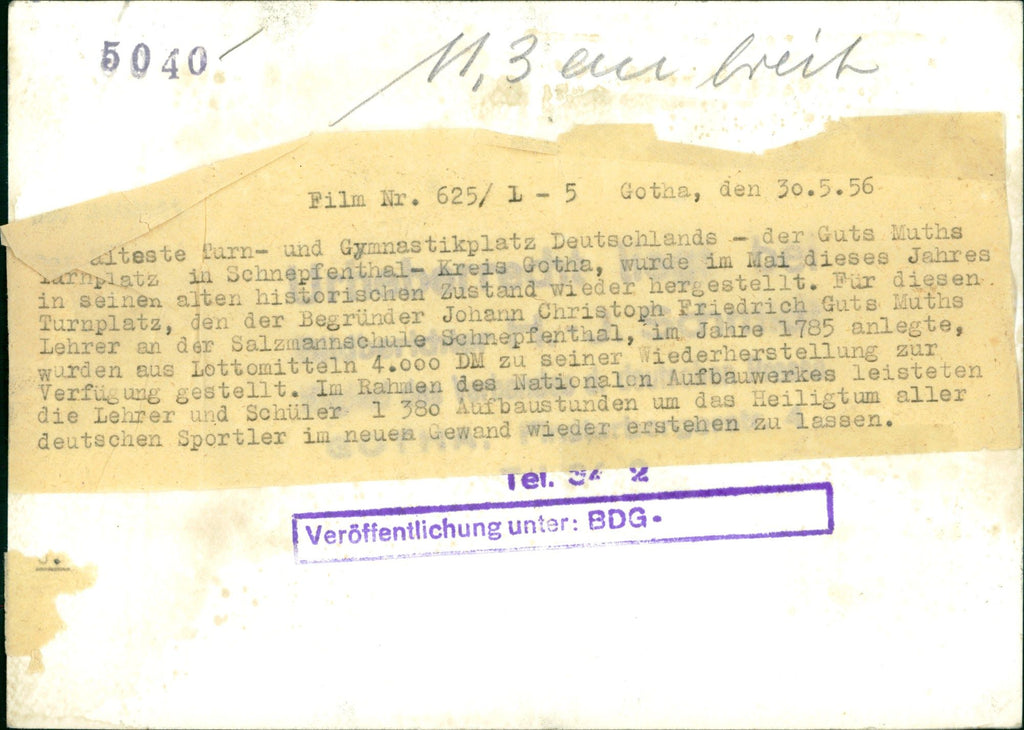 5040
11,3 cm breit
Film Nr. 625/ L - 5 Gotha, den 30.5.56
älteste Turn- und Gymnastikplatz Deutschlands - der Guts Muths
Turnplatz in Schnepfenthal- Kreis Gotha, wurde im Mai dieses Jahres
in seinen alten historischen Zustand wieder hergestellt. Für diesen
Turnplatz, den der Begründer Johann Christoph Friedrich Guts Muths
Lehrer an der Salzmannschule Schnepfenthal, im Jahre 1785 anlegte,
wurden aus Lottomitteln 4.000 DM zu seiner Wiederherstellung zur
Verfügung gestellt. Im Rahmen des Nationalen Aufbauwerkes leisteten
die Lehrer und Schüler 1 380 Aufbaustunden um das Heiligtum aller
deutschen Sportler im neuen Gewand wieder erstehen zu lassen.
Tel.
Veröffentlichung unter: BDG.